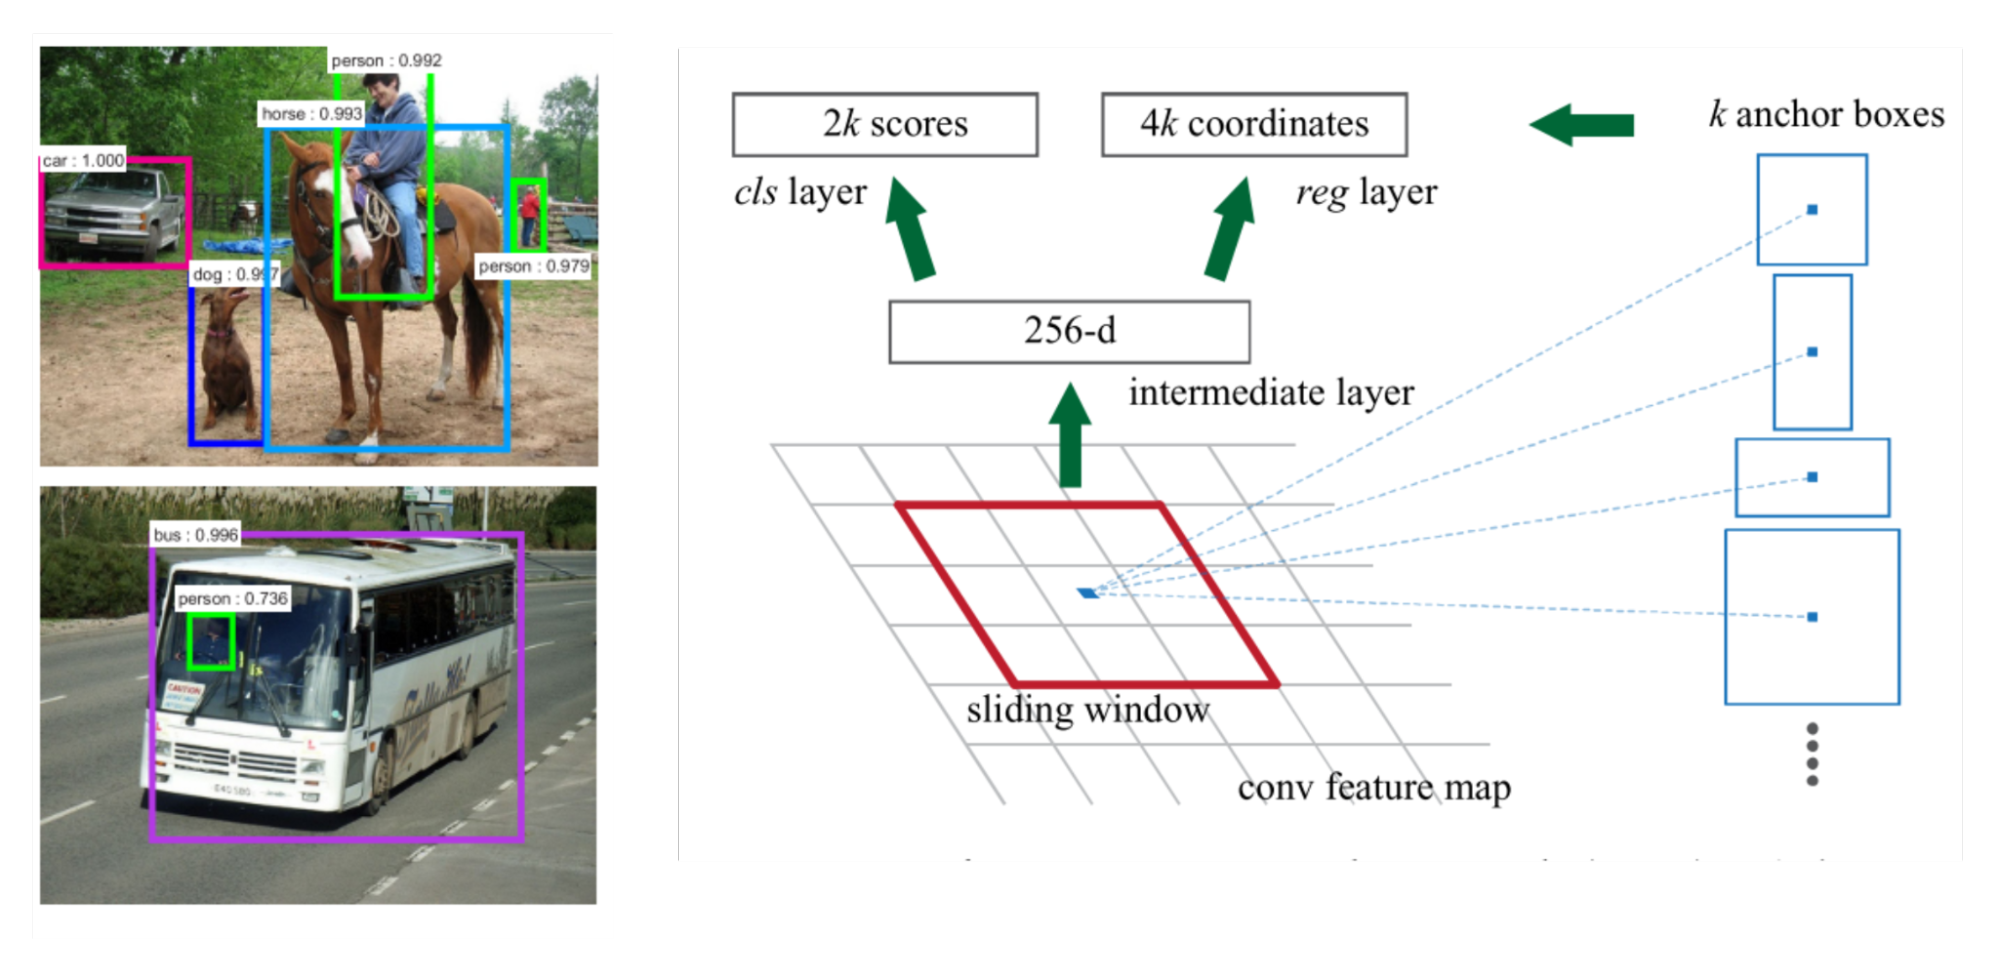 person : 0.992
horse : 0.993
car : 1.000
dog : 0.997
person : 0.979
bus : 0.996
person : 0.736
CAUTION
2k scores
4k coordinates
k anchor boxes
cls layer
reg layer
256-d
intermediate layer
sliding window
conv feature map